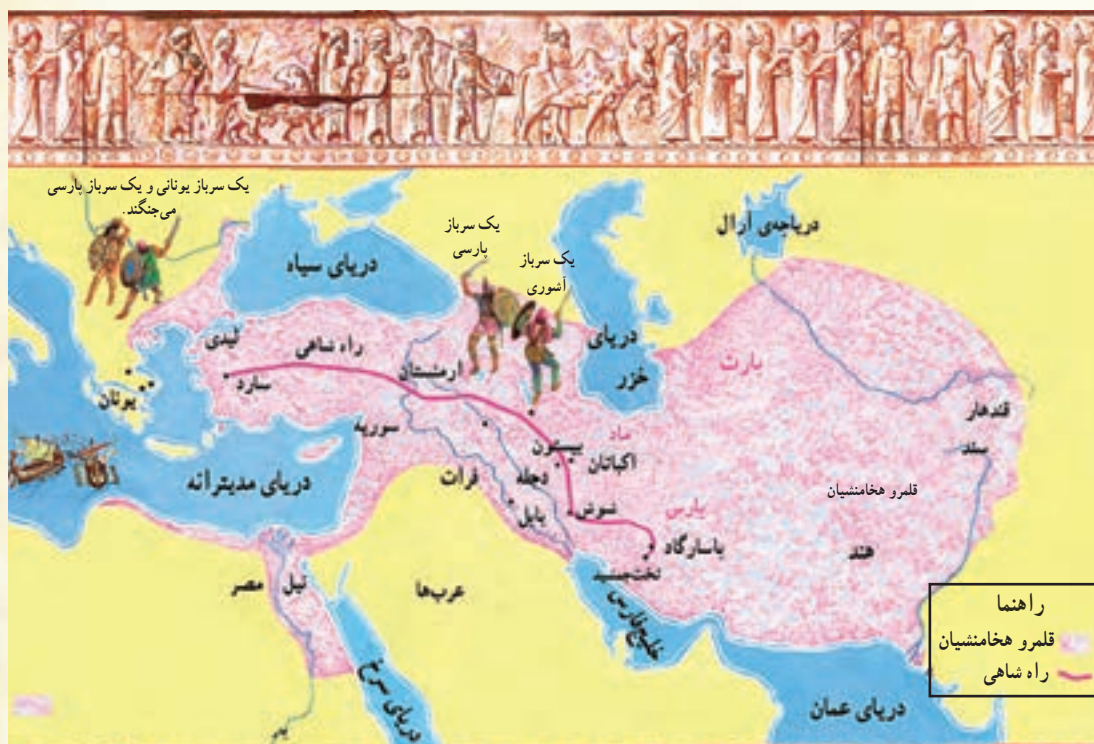 یک سرباز یونانی و یک سرباز پارسی
می‌جنگند.
دریاچه‌ی آرال
یک سرباز
پارسی
یک سرباز
آشوری
دریای سیاه
دریای
خزر
لیدی
راه شاهی
ارمنستان
پارت
سارد
یونان
قندهار
سند
ماد
بیستون
اکباتان
سوریه
دریای مدیترانه
فرات
دجله
بابل
شوش
پارس
پاسارگاد
تخت‌جمشید
قلمرو هخامنشیان
هند
مصر
نیل
عرب‌ها
خلیج فارس
دریای سرخ
دریای عمان
راهنما
قلمرو هخامنشیان
راه شاهی